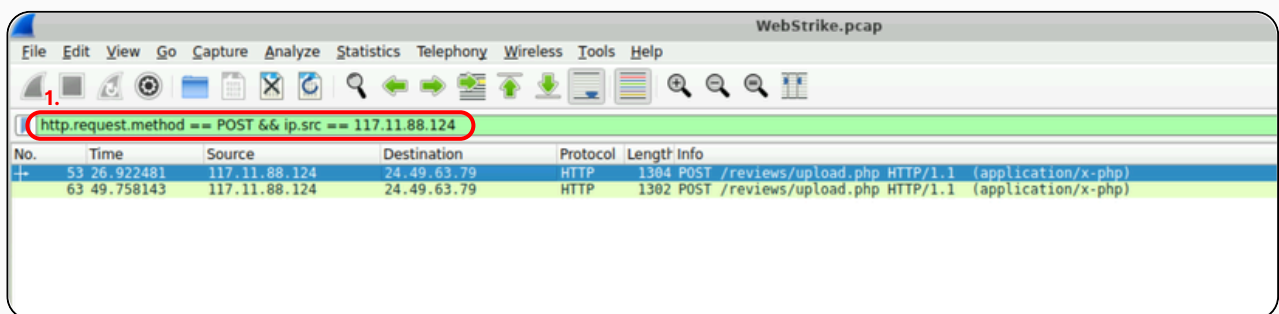 WebStrike.pcap
File Edit View Go Capture Analyze Statistics Telephony Wireless Tools Help
1.
http.request.method == POST && ip.src == 117.11.88.124
No. Time Source Destination Protocol Length Info
53 26.922481 117.11.88.124 24.49.63.79 HTTP 1304 POST /reviews/upload.php HTTP/1.1 (application/x-php)
63 49.758143 117.11.88.124 24.49.63.79 HTTP 1302 POST /reviews/upload.php HTTP/1.1 (application/x-php)